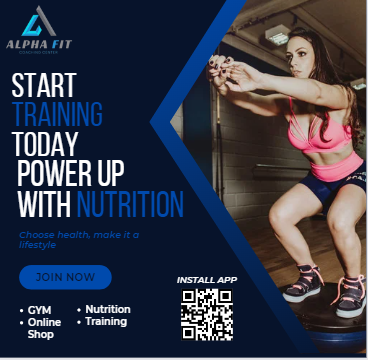 ALPHA FIT
START
TRAINING
TODAY
POWER UP
WITH NUTRITION
Choose health, make it a
lifestyle
JOIN NOW
INSTALL APP
• GYM
• Online
Shop
• Nutrition
• Training